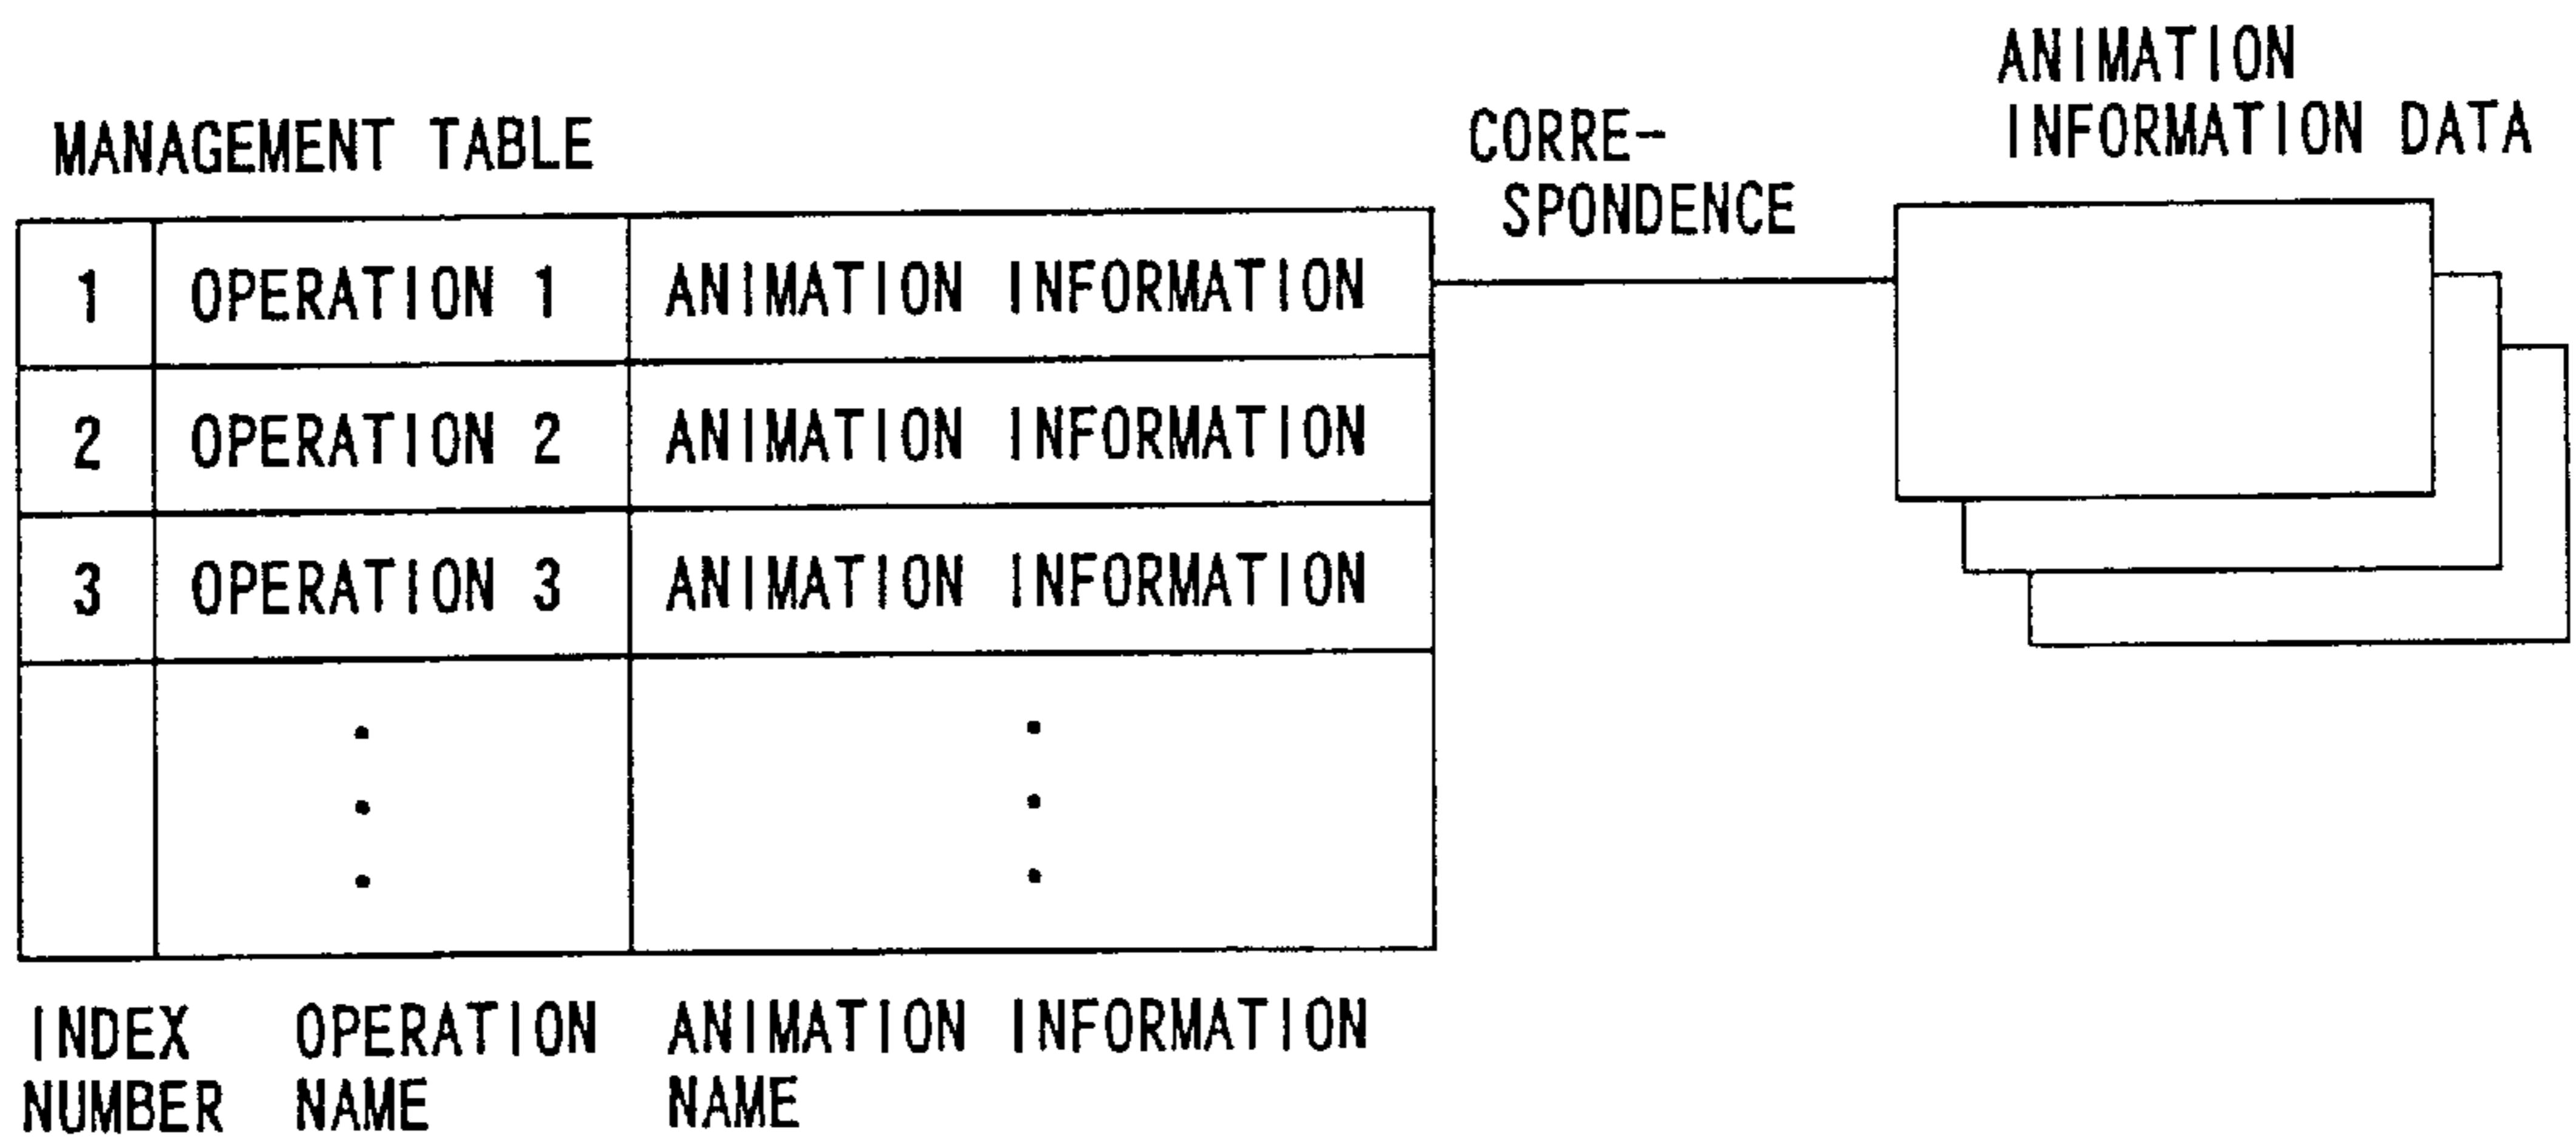 MANAGEMENT TABLE
CORRE-
SPONDENCE
ANIMATION
INFORMATION DATA
1 OPERATION 1 ANIMATION INFORMATION
2 OPERATION 2 ANIMATION INFORMATION
3 OPERATION 3 ANIMATION INFORMATION
INDEX
NUMBER
OPERATION
NAME
ANIMATION INFORMATION
NAME